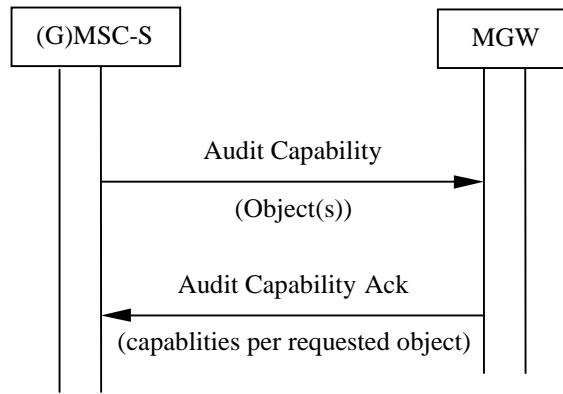 (G)MSC-S
MGW
Audit Capability
(Object(s))
Audit Capability Ack
(capablities per requested object)